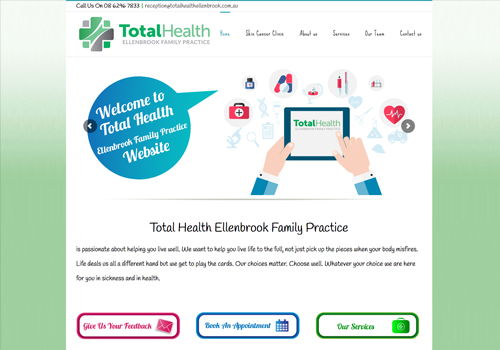 Call Us On 08 6296 7833 | reception@totalhealthellenbrook.com.au
TotalHealth
ELLENBROOK FAMILY PRACTICE
Home
Skin Cancer Clinic
About us
Services
Our Team
Contact us
Welcome to
Total Health
Ellenbrook Family Practice
Website
TotalHealth
ELLENBROOK FAMILY PRACTICE
Total Health Ellenbrook Family Practice
is passionate about helping you live well. We want to help you live life to the full, not just pick up the pieces when your body misfires.
Life deals us all a different hand but we get to play the cards. Our choices matter. Choose well. Whatever your choice we are here
for you in sickness and in health.
Give Us Your Feedback
Book An Appointment
Our Services